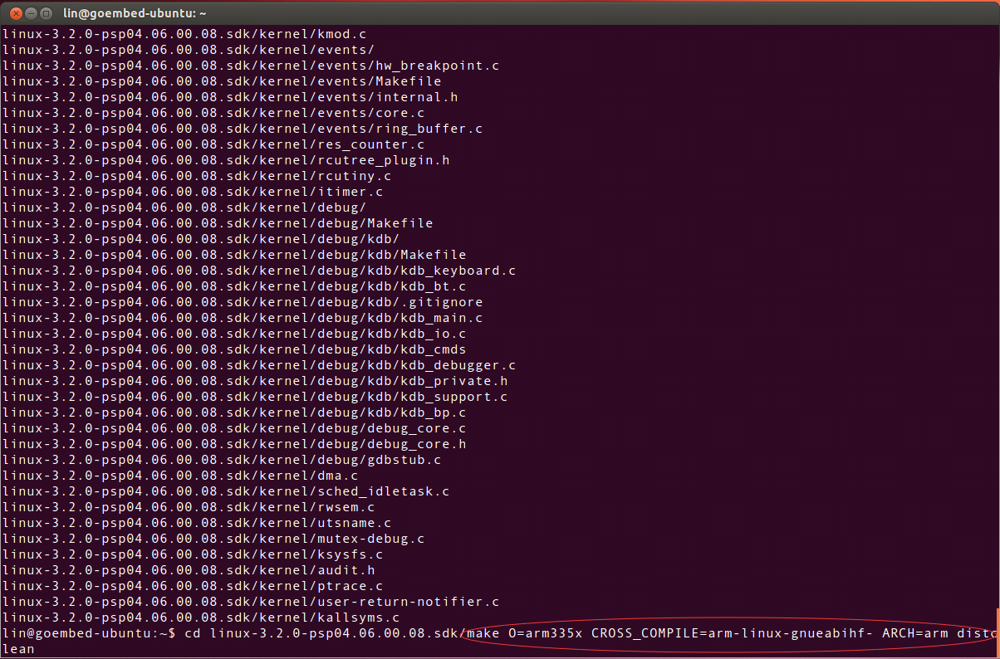 lin@goembed-ubuntu: ~
linux-3.2.0-psp04.06.00.08.sdk/kernel/kmod.c
linux-3.2.0-psp04.06.00.08.sdk/kernel/events/
linux-3.2.0-psp04.06.00.08.sdk/kernel/events/hw_breakpoint.c
linux-3.2.0-psp04.06.00.08.sdk/kernel/events/Makefile
linux-3.2.0-psp04.06.00.08.sdk/kernel/events/internal.h
linux-3.2.0-psp04.06.00.08.sdk/kernel/events/core.c
linux-3.2.0-psp04.06.00.08.sdk/kernel/events/ring_buffer.c
linux-3.2.0-psp04.06.00.08.sdk/kernel/res_counter.c
linux-3.2.0-psp04.06.00.08.sdk/kernel/rcutree_plugin.h
linux-3.2.0-psp04.06.00.08.sdk/kernel/rcutiny.c
linux-3.2.0-psp04.06.00.08.sdk/kernel/itimer.c
linux-3.2.0-psp04.06.00.08.sdk/kernel/debug/
linux-3.2.0-psp04.06.00.08.sdk/kernel/debug/Makefile
linux-3.2.0-psp04.06.00.08.sdk/kernel/debug/kdb/
linux-3.2.0-psp04.06.00.08.sdk/kernel/debug/kdb/Makefile
linux-3.2.0-psp04.06.00.08.sdk/kernel/debug/kdb/kdb_keyboard.c
linux-3.2.0-psp04.06.00.08.sdk/kernel/debug/kdb/kdb_bt.c
linux-3.2.0-psp04.06.00.08.sdk/kernel/debug/kdb/.gitignore
linux-3.2.0-psp04.06.00.08.sdk/kernel/debug/kdb/kdb_main.c
linux-3.2.0-psp04.06.00.08.sdk/kernel/debug/kdb/kdb_io.c
linux-3.2.0-psp04.06.00.08.sdk/kernel/debug/kdb/kdb_cmds
linux-3.2.0-psp04.06.00.08.sdk/kernel/debug/kdb/kdb_debugger.c
linux-3.2.0-psp04.06.00.08.sdk/kernel/debug/kdb/kdb_private.h
linux-3.2.0-psp04.06.00.08.sdk/kernel/debug/kdb/kdb_support.c
linux-3.2.0-psp04.06.00.08.sdk/kernel/debug/kdb/kdb_bp.c
linux-3.2.0-psp04.06.00.08.sdk/kernel/debug/debug_core.c
linux-3.2.0-psp04.06.00.08.sdk/kernel/debug/debug_core.h
linux-3.2.0-psp04.06.00.08.sdk/kernel/debug/gdbstub.c
linux-3.2.0-psp04.06.00.08.sdk/kernel/dma.c
linux-3.2.0-psp04.06.00.08.sdk/kernel/sched_idletask.c
linux-3.2.0-psp04.06.00.08.sdk/kernel/rwsem.c
linux-3.2.0-psp04.06.00.08.sdk/kernel/utsname.c
linux-3.2.0-psp04.06.00.08.sdk/kernel/mutex-debug.c
linux-3.2.0-psp04.06.00.08.sdk/kernel/ksysfs.c
linux-3.2.0-psp04.06.00.08.sdk/kernel/audit.h
linux-3.2.0-psp04.06.00.08.sdk/kernel/ptrace.c
linux-3.2.0-psp04.06.00.08.sdk/kernel/user-return-notifier.c
linux-3.2.0-psp04.06.00.08.sdk/kernel/kallsyms.c
lin@goembed-ubuntu:~$ cd linux-3.2.0-psp04.06.00.08.sdk/make O=arm335x CROSS_COMPILE=arm-linux-gnueabihf- ARCH=arm distc
lean